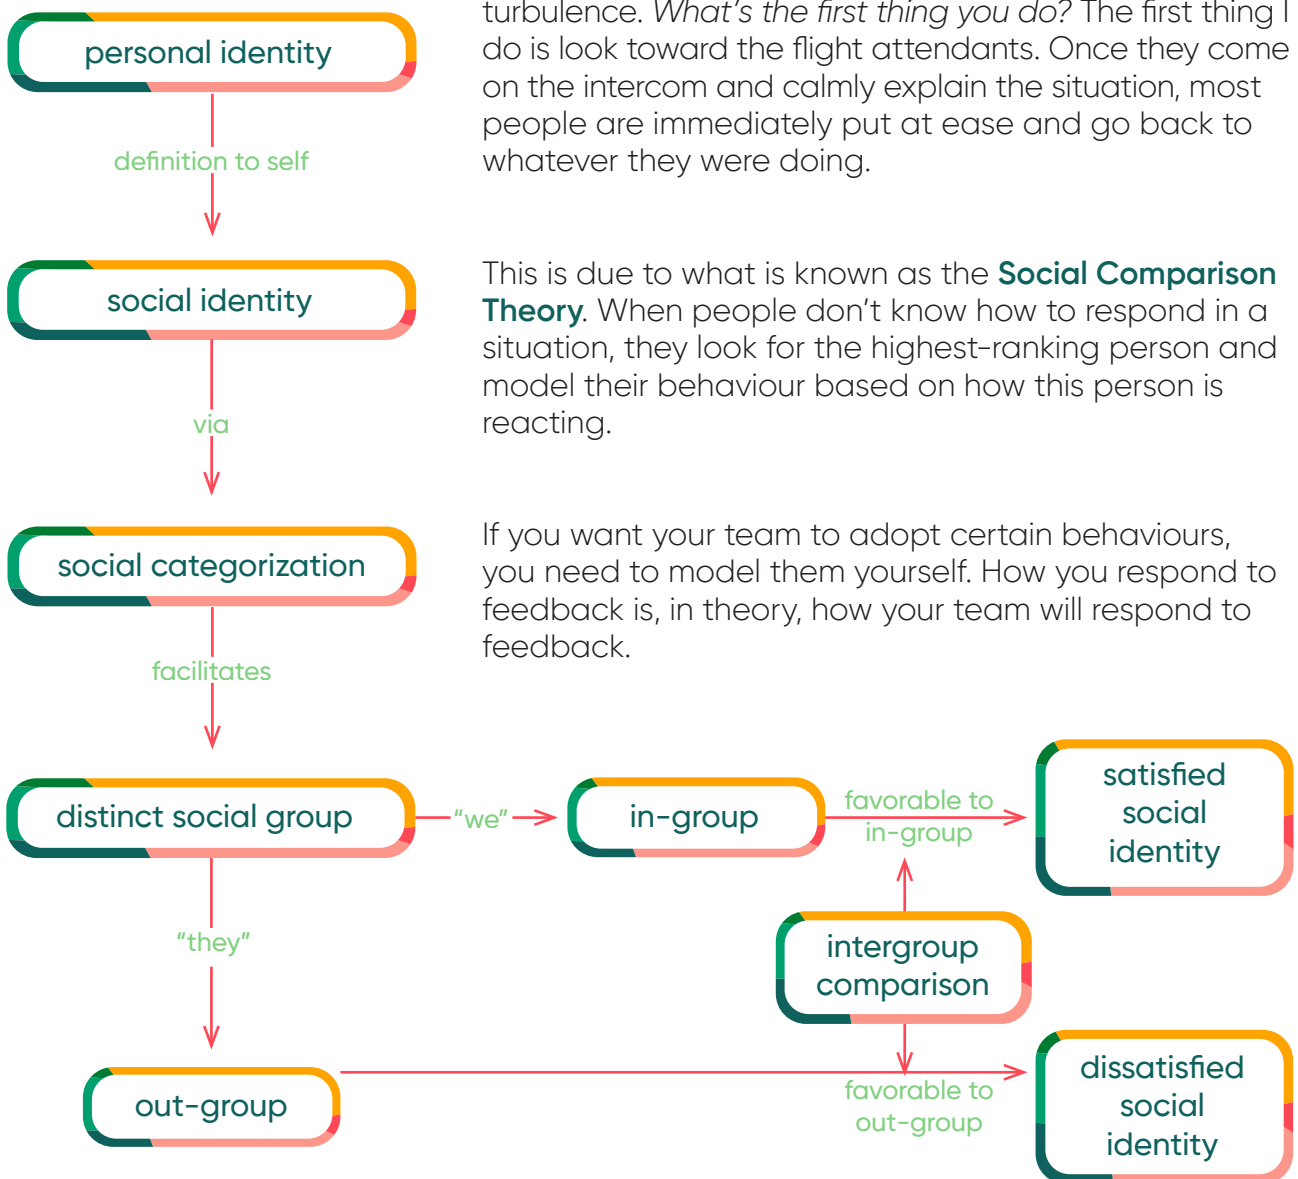 turbulence. What's the first thing you do? The first thing I
do is look toward the flight attendants. Once they come
on the intercom and calmly explain the situation, most
people are immediately put at ease and go back to
whatever they were doing.
This is due to what is known as the Social Comparison
Theory. When people don't know how to respond in a
situation, they look for the highest-ranking person and
model their behaviour based on how this person is
reacting.
If you want your team to adopt certain behaviours,
you need to model them yourself. How you respond to
feedback is, in theory, how your team will respond to
feedback.
personal identity
definition to self
social identity
via
social categorization
facilitates
distinct social group
“we”
in-group
favorable to
in-group
satisfied
social
identity
“they”
intergroup
comparison
out-group
favorable to
out-group
dissatisfied
social
identity